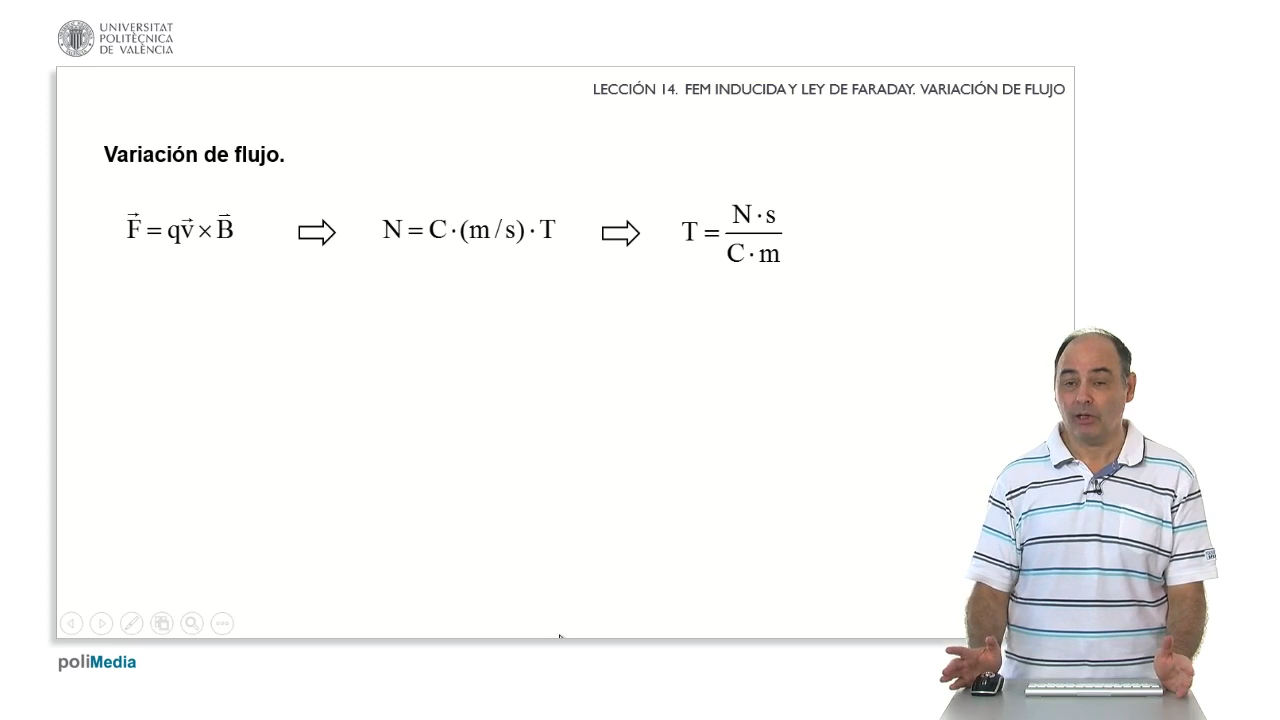 UNIVERSITAT
POLITÈCNICA
DE VALÈNCIA
LECCIÓN 14. FEM INDUCIDA Y LEY DE FARADAY. VARIACIÓN DE FLUJO
Variación de flujo.
F⃗ = qv⃗ × B⃗ ⇨ N = C · (m / s) · T ⇨ T = N · s / C · m
poliMedia